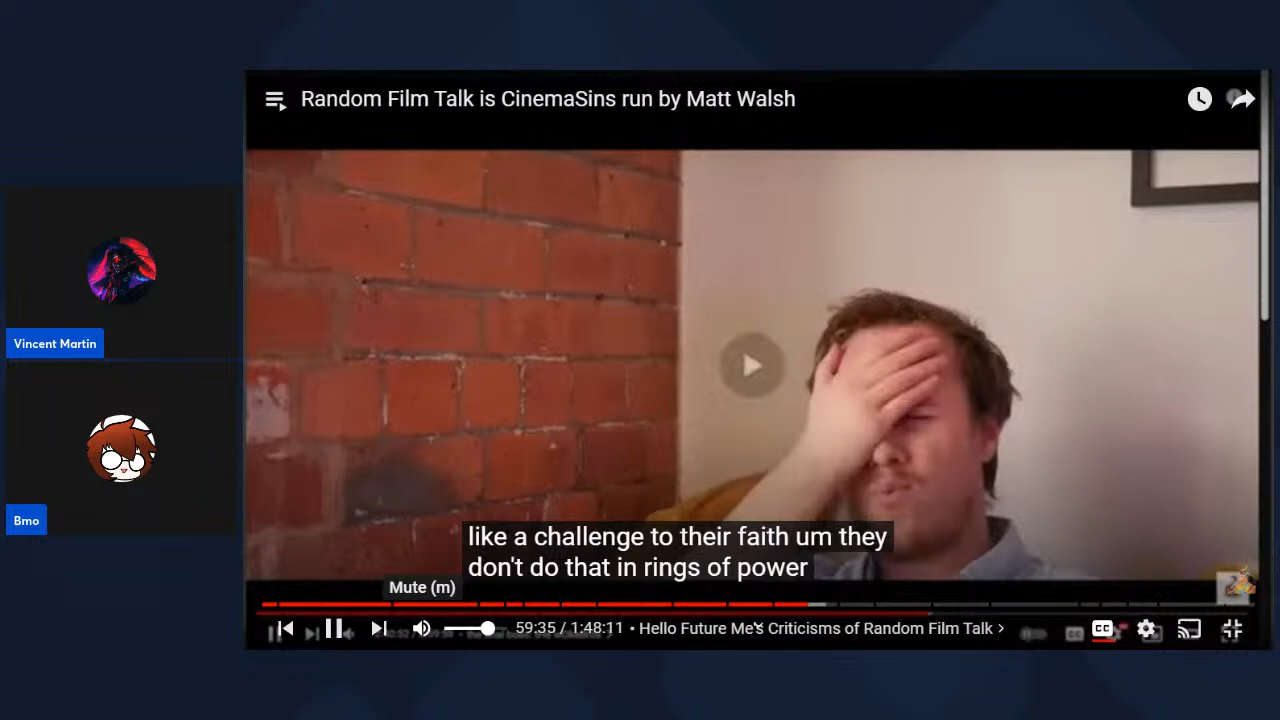 Random Film Talk is CinemaSins run by Matt Walsh
Vincent Martin
Bmo
like a challenge to their faith um they
don't do that in rings of power
Mute (m)
59:35 / 1:48:11 • Hello Future Me's Criticisms of Random Film Talk >
CC